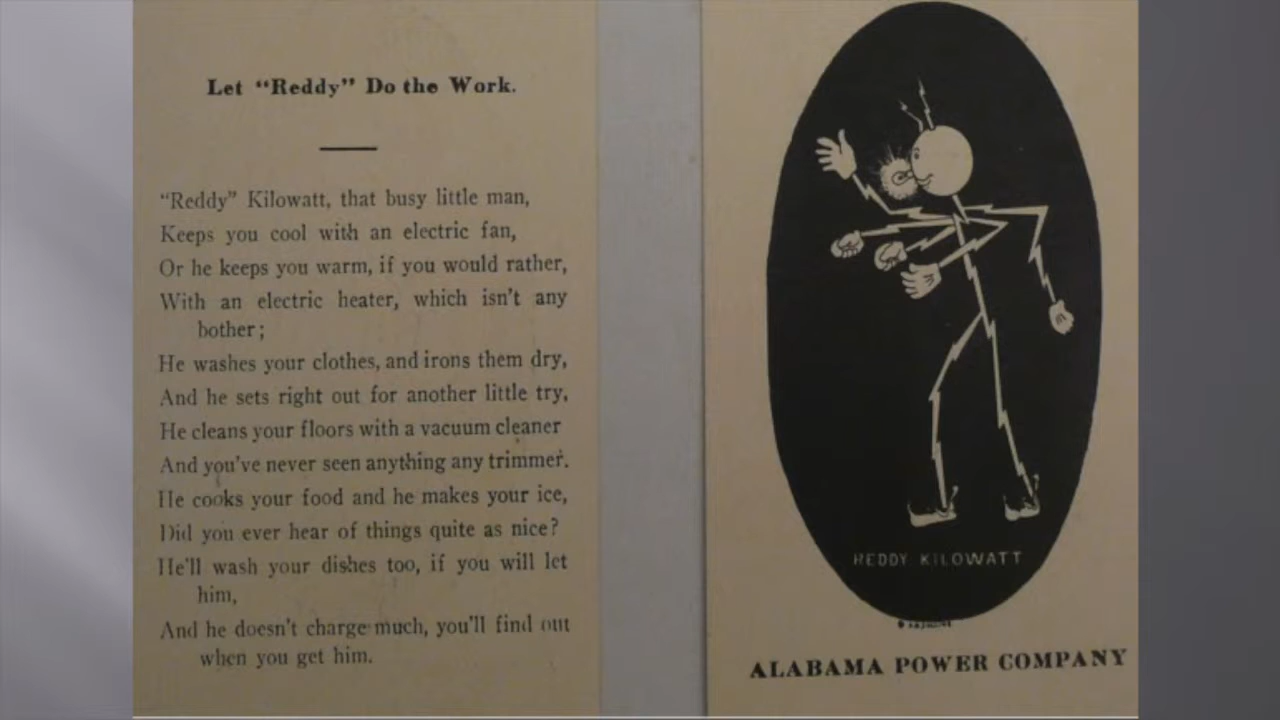 Let “Reddy” Do the Work.
“Reddy” Kilowatt, that busy little man,
Keeps you cool with an electric fan,
Or he keeps you warm, if you would rather,
With an electric heater, which isn't any
bother;
He washes your clothes, and irons them dry,
And he sets right out for another little try,
He cleans your floors with a vacuum cleaner
And you've never seen anything any trimmer.
He cooks your food and he makes your ice,
Did you ever hear of things quite as nice?
He'll wash your dishes too, if you will let
him,
And he doesn't charge much, you'll find out
when you get him.
REDDY KILOWATT
ALABAMA POWER COMPANY